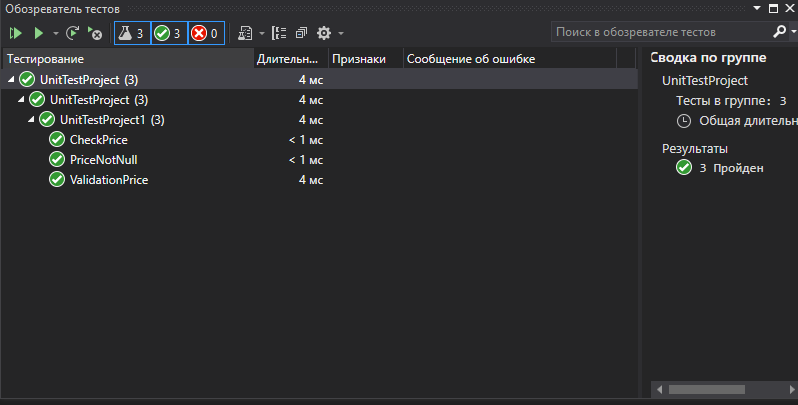 Обозреватель тестов
3 3 0
Поиск в обозревателе тестов
Тестирование Длительн... Признаки Сообщение об ошибке
UnitTestProject (3) 4 мс
UnitTestProject (3) 4 мс
UnitTestProject1 (3) 4 мс
CheckPrice < 1 мс
PriceNotNull < 1 мс
ValidationPrice 4 мс
Сводка по группе
UnitTestProject
Тесты в группе: 3
Общая длительн
Результаты
3 Пройден